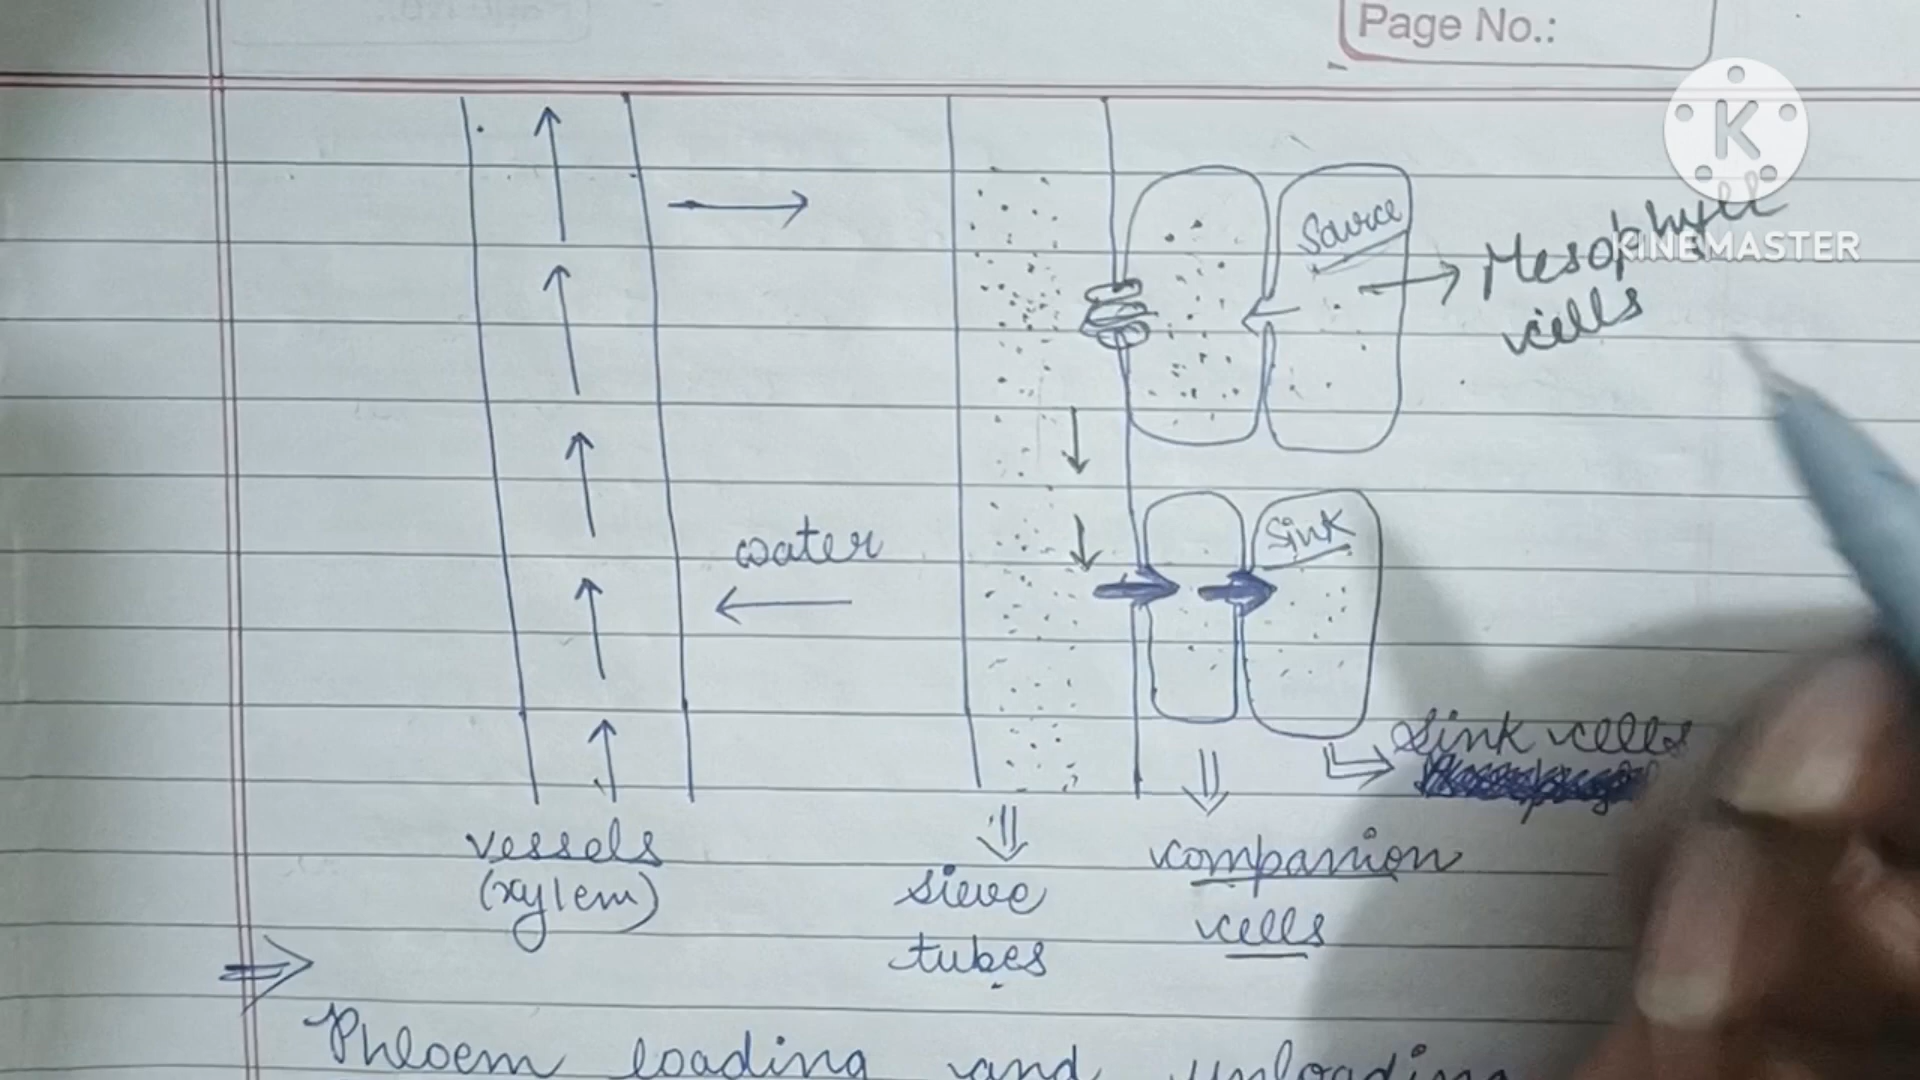 Page No.:
K
KINEMASTER
Source
Mesophyll
cells
water
Sink
Sink cells
vessels
(xylem)
sieve
tubes
companion
cells
Phloem loading and unloading